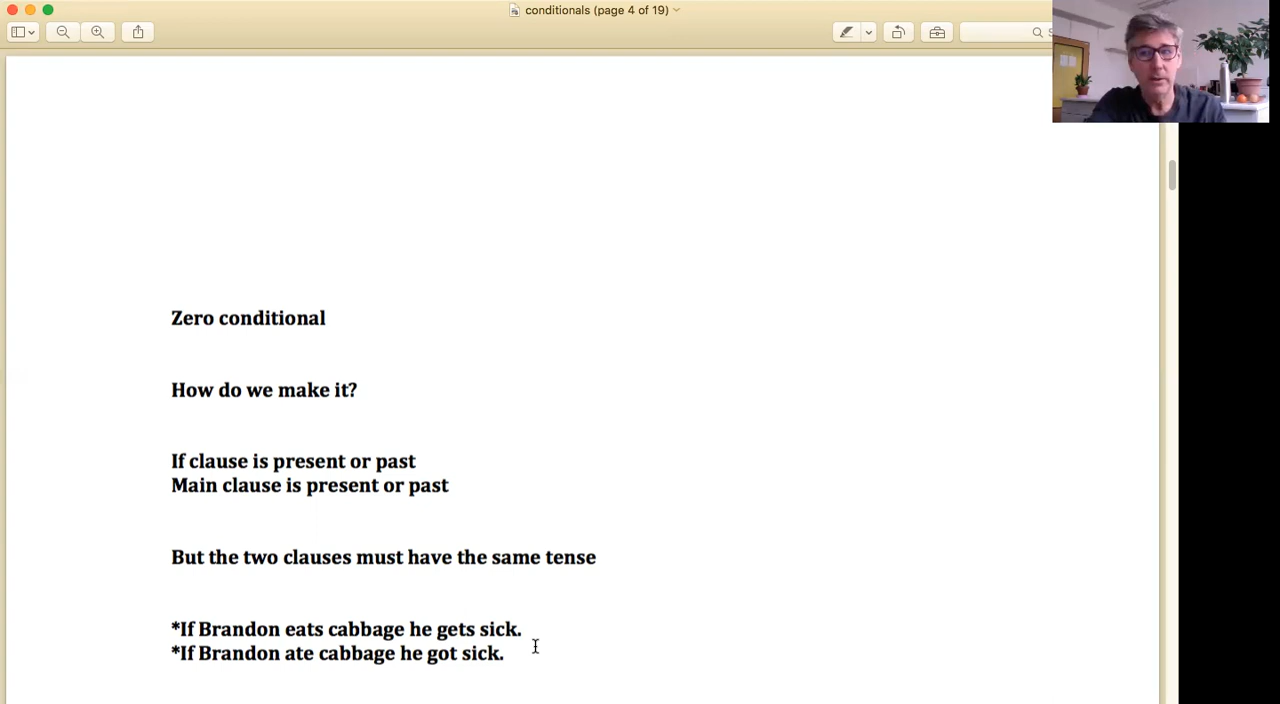 conditionals (page 4 of 19)
S
Zero conditional
How do we make it?
If clause is present or past
Main clause is present or past
But the two clauses must have the same tense
*If Brandon eats cabbage he gets sick.
*If Brandon ate cabbage he got sick.